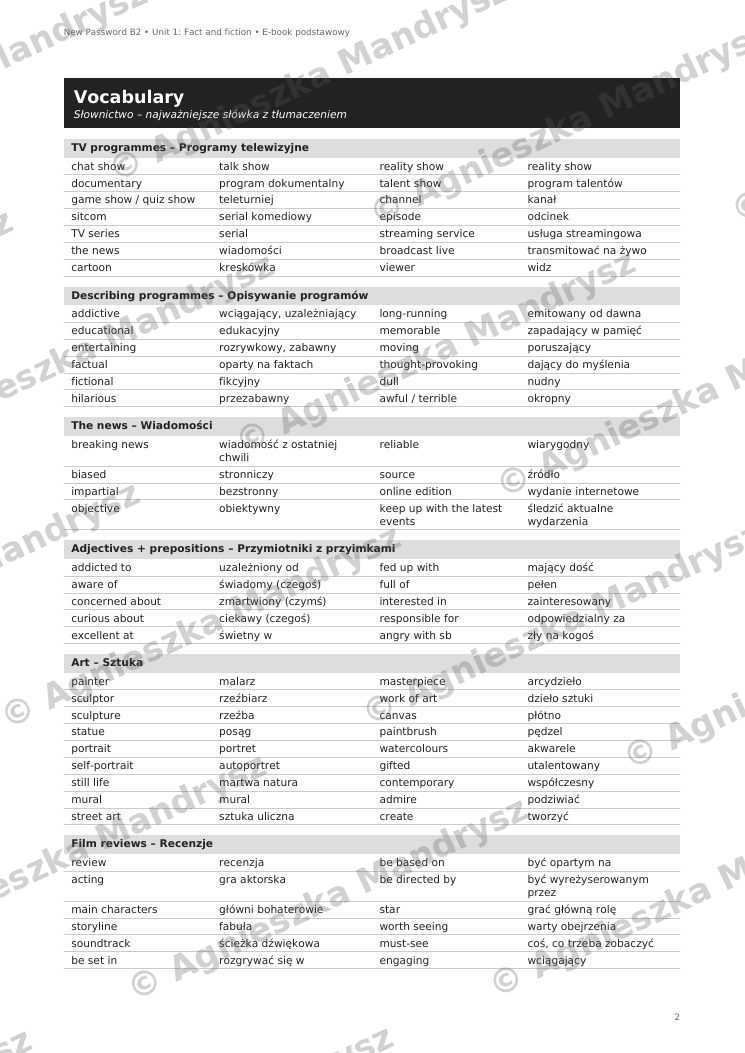 New Password B2 • Unit 1: Fact and fiction • E-book podstawowy
Vocabulary
Słownictwo – najważniejsze słówka z tłumaczeniem
TV programmes – Programy telewizyjne
chat show talk show reality show reality show
documentary program dokumentalny talent show program talentów
game show / quiz show teleturniej channel kanał
sitcom serial komediowy episode odcinek
TV series serial streaming service usługa streamingowa
the news wiadomości broadcast live transmitować na żywo
cartoon kreskówka viewer widz
Describing programmes – Opisywanie programów
addictive wciągający, uzależniający long-running emitowany od dawna
educational edukacyjny memorable zapadający w pamięć
entertaining rozrywkowy, zabawny moving poruszający
factual oparty na faktach thought-provoking dający do myślenia
fictional fikcyjny dull nudny
hilarious przezabawny awful / terrible okropny
The news – Wiadomości
breaking news wiadomość z ostatniej reliable wiarygodny
chwili
biased stronniczy source źródło
impartial bezstronny online edition wydanie internetowe
objective obiektywny keep up with the latest śledzić aktualne
events wydarzenia
Adjectives + prepositions – Przymiotniki z przyimkami
addicted to uzależniony od fed up with mający dość
aware of świadomy (czegoś) full of pełen
concerned about zmartwiony (czymś) interested in zainteresowany
curious about ciekawy (czegoś) responsible for odpowiedzialny za
excellent at świetny w angry with sb zły na kogoś
Art – Sztuka
painter malarz masterpiece arcydzieło
sculptor rzeźbiarz work of art dzieło sztuki
sculpture rzeźba canvas płótno
statue posąg paintbrush pędzel
portrait portret watercolours akwarele
self-portrait autoportret gifted utalentowany
still life martwa natura contemporary współczesny
mural mural admire podziwiać
street art sztuka uliczna create tworzyć
Film reviews – Recenzje
review recenzja be based on być opartym na
acting gra aktorska be directed by być wyreżyserowanym
przez
main characters główni bohaterowie star grać główną rolę
storyline fabuła worth seeing warty obejrzenia
soundtrack ścieżka dźwiękowa must-see coś, co trzeba zobaczyć
be set in rozgrywać się w engaging wciągający
2
© Agnieszka Mandrysz